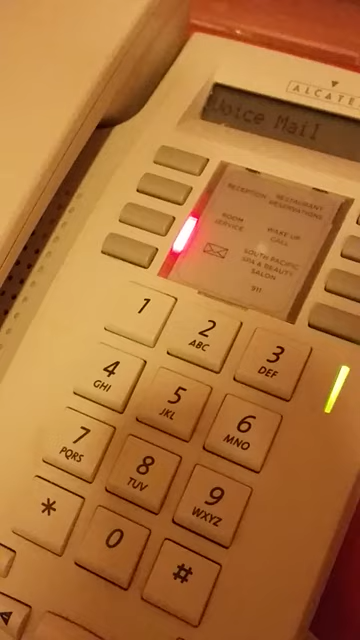 ALCATE
Voice Mail
RECEPTION RESTAURANT
RESERVATIONS
ROOM
SERVICE
WAKE UP
CALL
SOUTH PACIFIC
SPA & BEAUTY
SALON
911
1
2
ABC
3
DEF
4
GHI
5
JKL
6
MNO
7
PQRS
8
TUV
9
WXYZ
*
0
#